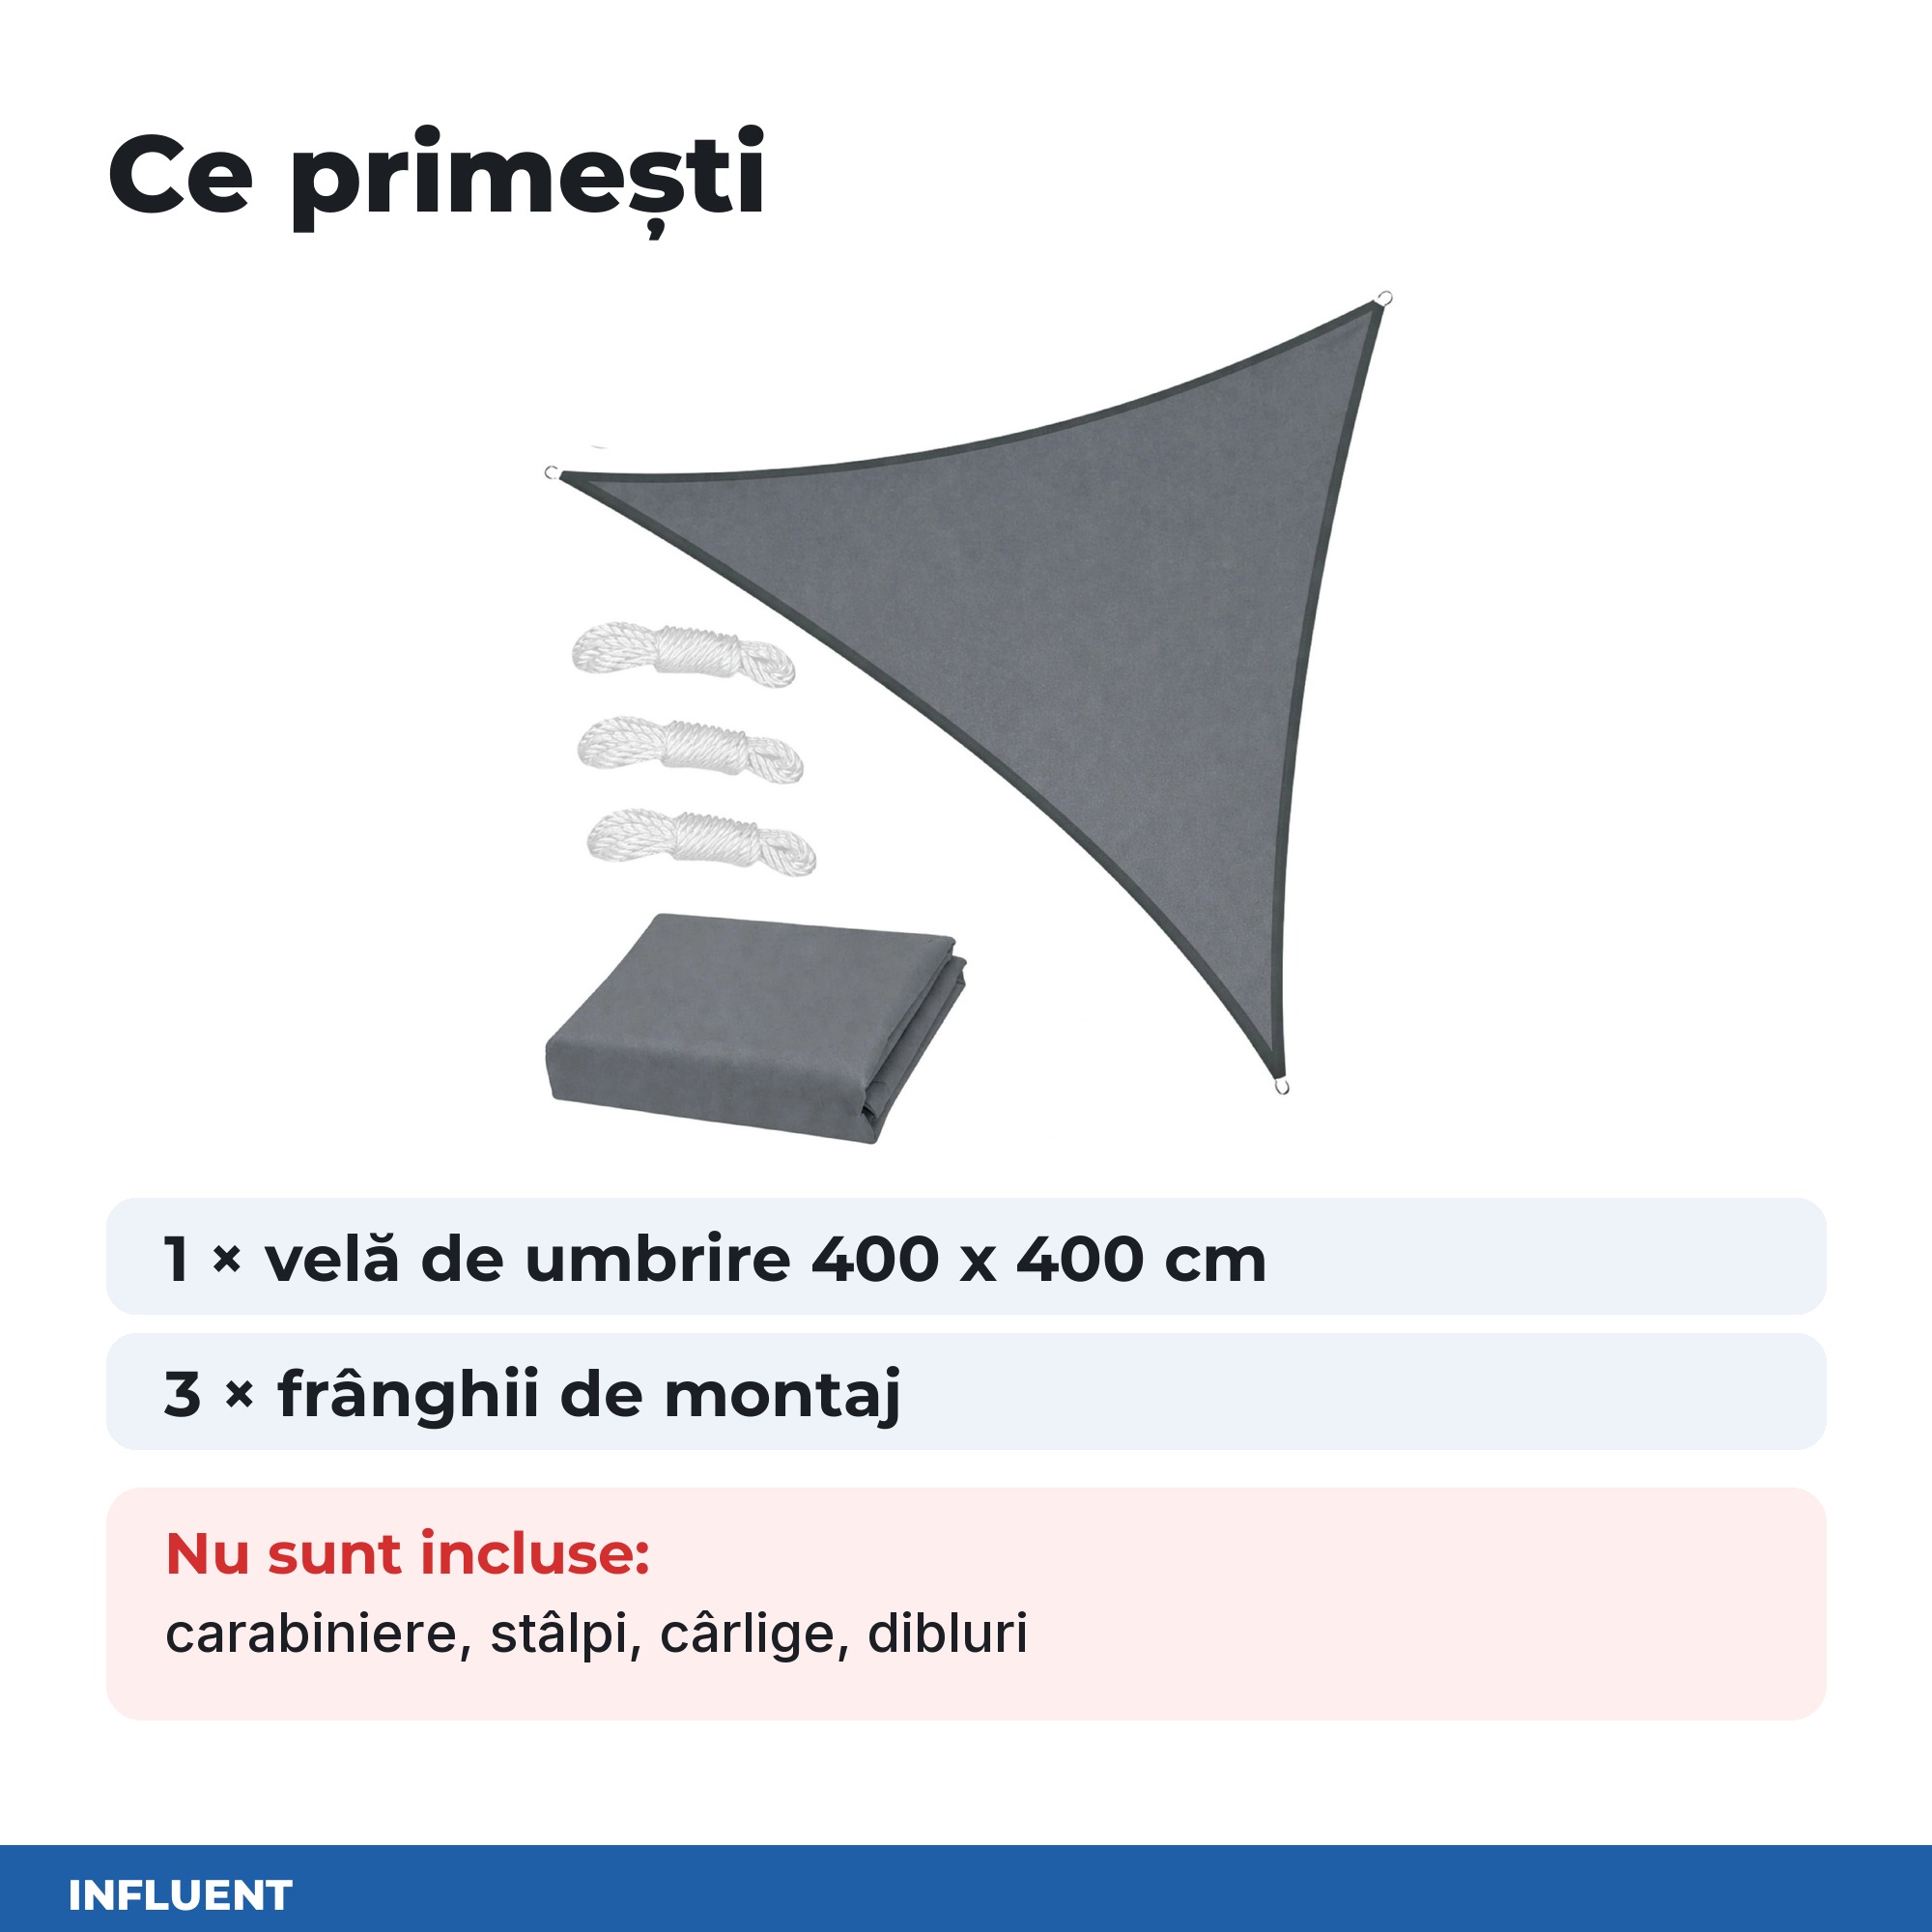 Ce primești
1 × velă de umbrire 400 x 400 cm
3 × frânghii de montaj
Nu sunt incluse:
carabiniere, stâlpi, cârlige, dibluri
INFLUENT